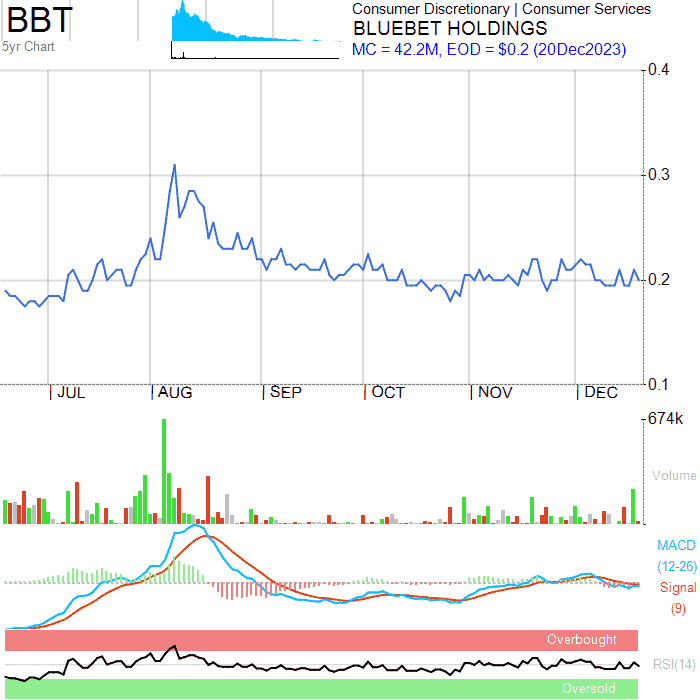 BBT
5yr Chart
Consumer Discretionary | Consumer Services
BLUEBET HOLDINGS
MC = 42.2M, EOD = $0.2 (20Dec2023)
0.4
0.3
0.2
0.1
JUL AUG SEP OCT NOV DEC
674k
Volume
MACD
(12-26)
Signal
(9)
Overbought
RSI(14)
Oversold